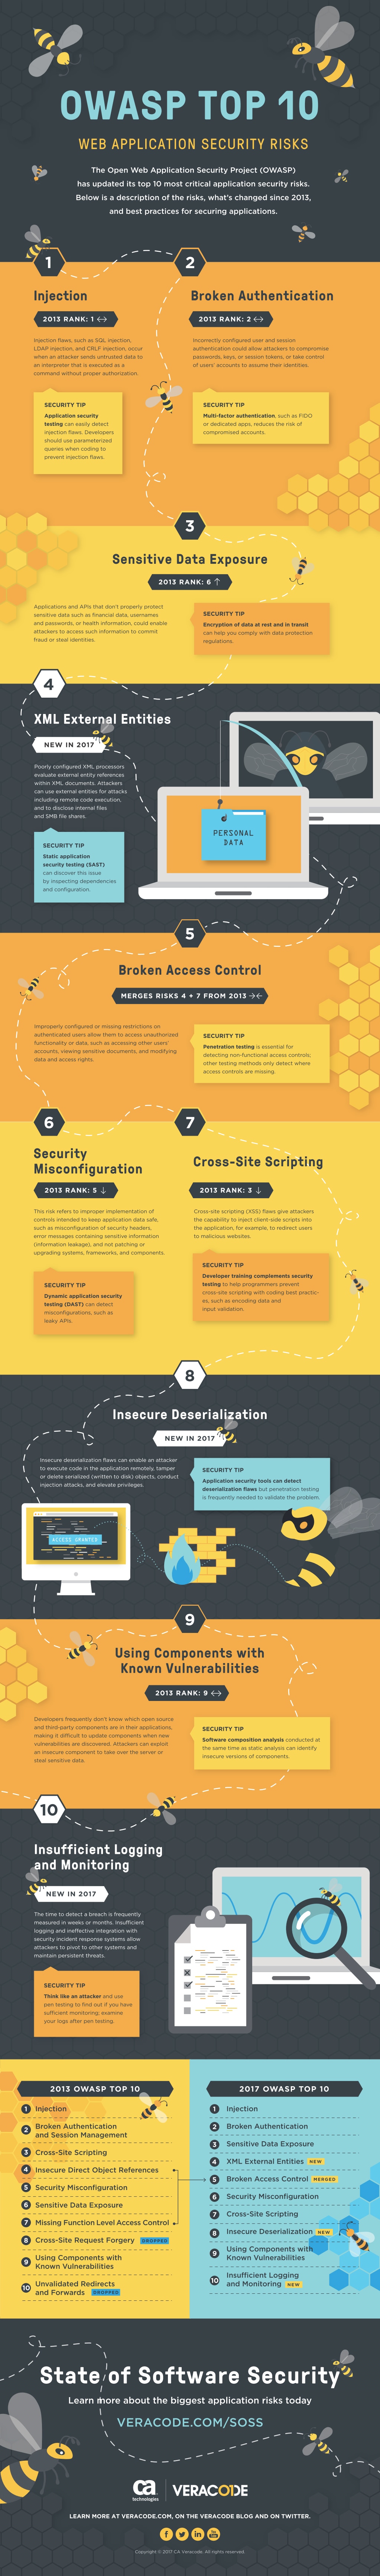 OWASP TOP 10
WEB APPLICATION SECURITY RISKS
The Open Web Application Security Project (OWASP)
has updated its top 10 most critical application security risks.
Below is a description of the risks, what's changed since 2013,
and best practices for securing applications.
1
Injection
2013 RANK: 1 ↔
Injection flaws, such as SQL injection,
LDAP injection, and CRLF injection, occur
when an attacker sends untrusted data to
an interpreter that is executed as a
command without proper authorization.
SECURITY TIP
Application security
testing can easily detect
injection flaws. Developers
should use parameterized
queries when coding to
prevent injection flaws.
2
Broken Authentication
2013 RANK: 2 ↔
Incorrectly configured user and session
authentication could allow attackers to compromise
passwords, keys, or session tokens, or take control
of users' accounts to assume their identities.
SECURITY TIP
Multi-factor authentication, such as FIDO
or dedicated apps, reduces the risk of
compromised accounts.
3
Sensitive Data Exposure
2013 RANK: 6 ↑
Applications and APIs that don't properly protect
sensitive data such as financial data, usernames
and passwords, or health information, could enable
attackers to access such information to commit
fraud or steal identities.
SECURITY TIP
Encryption of data at rest and in transit
can help you comply with data protection
regulations.
4
XML External Entities
NEW IN 2017
Poorly configured XML processors
evaluate external entity references
within XML documents. Attackers
can use external entities for attacks
including remote code execution,
and to disclose internal files
and SMB file shares.
SECURITY TIP
Static application
security testing (SAST)
can discover this issue
by inspecting dependencies
and configuration.
PERSONAL
DATA
5
Broken Access Control
MERGES RISKS 4 + 7 FROM 2013 →←
Improperly configured or missing restrictions on
authenticated users allow them to access unauthorized
functionality or data, such as accessing other users'
accounts, viewing sensitive documents, and modifying
data and access rights.
SECURITY TIP
Penetration testing is essential for
detecting non-functional access controls;
other testing methods only detect where
access controls are missing.
6
Security
Misconfiguration
2013 RANK: 5 ↓
This risk refers to improper implementation of
controls intended to keep application data safe,
such as misconfiguration of security headers,
error messages containing sensitive information
(information leakage), and not patching or
upgrading systems, frameworks, and components.
SECURITY TIP
Dynamic application security
testing (DAST) can detect
misconfigurations, such as
leaky APIs.
7
Cross-Site Scripting
2013 RANK: 3 ↓
Cross-site scripting (XSS) flaws give attackers
the capability to inject client-side scripts into
the application, for example, to redirect users
to malicious websites.
SECURITY TIP
Developer training complements security
testing to help programmers prevent
cross-site scripting with coding best practic-
es, such as encoding data and
input validation.
8
Insecure Deserialization
NEW IN 2017
Insecure deserialization flaws can enable an attacker
to execute code in the application remotely, tamper
or delete serialized (written to disk) objects, conduct
injection attacks, and elevate privileges.
SECURITY TIP
Application security tools can detect
deserialization flaws but penetration testing
is frequently needed to validate the problem.
ACCESS GRANTED
9
Using Components with
Known Vulnerabilities
2013 RANK: 9 ↔
Developers frequently don't know which open source
and third-party components are in their applications,
making it difficult to update components when new
vulnerabilities are discovered. Attackers can exploit
an insecure component to take over the server or
steal sensitive data.
SECURITY TIP
Software composition analysis conducted at
the same time as static analysis can identify
insecure versions of components.
10
Insufficient Logging
and Monitoring
NEW IN 2017
The time to detect a breach is frequently
measured in weeks or months. Insufficient
logging and ineffective integration with
security incident response systems allow
attackers to pivot to other systems and
maintain persistent threats.
SECURITY TIP
Think like an attacker and use
pen testing to find out if you have
sufficient monitoring; examine
your logs after pen testing.
2013 OWASP TOP 10
1 Injection
2 Broken Authentication
and Session Management
3 Cross-Site Scripting
4 Insecure Direct Object References
5 Security Misconfiguration
6 Sensitive Data Exposure
7 Missing Function Level Access Control
8 Cross-Site Request Forgery DROPPED
9 Using Components with
Known Vulnerabilities
10 Unvalidated Redirects
and Forwards DROPPED
2017 OWASP TOP 10
1 Injection
2 Broken Authentication
3 Sensitive Data Exposure
4 XML External Entities NEW
5 Broken Access Control MERGED
6 Security Misconfiguration
7 Cross-Site Scripting
8 Insecure Deserialization NEW
9 Using Components with
Known Vulnerabilities
10 Insufficient Logging
and Monitoring NEW
State of Software Security
Learn more about the biggest application risks today
VERACODE.COM/SOSS
ca
technologies
VERACODE
LEARN MORE AT VERACODE.COM, ON THE VERACODE BLOG AND ON TWITTER.
Copyright © 2017 CA Veracode. All rights reserved.